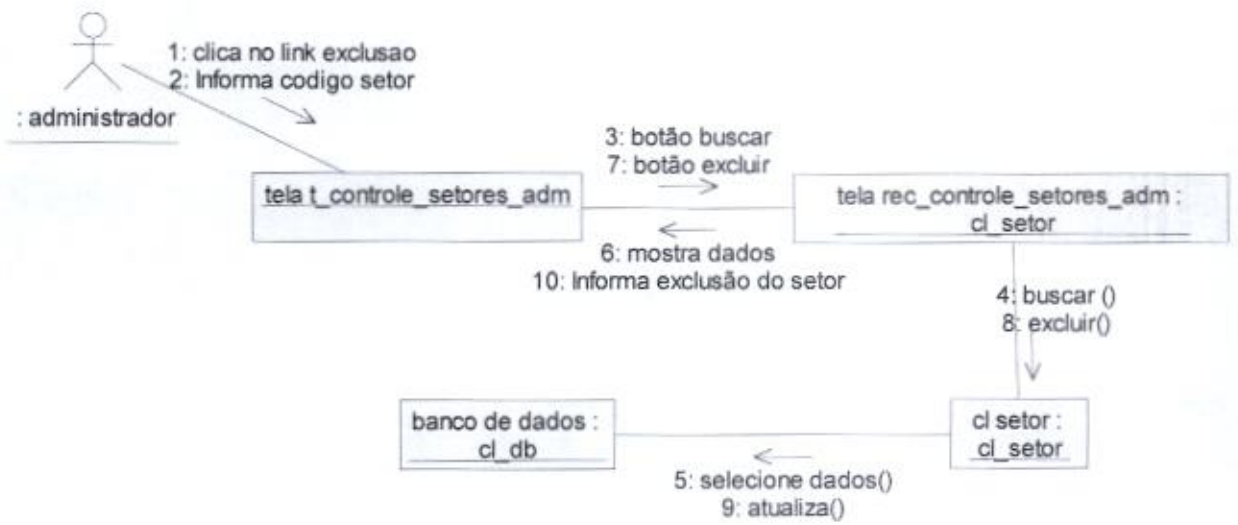 1: clica no link exclusao
2: Informa codigo setor
: administrador
3: botão buscar
7: botão excluir
tela t_controle_setores_adm
tela rec_controle_setores_adm :
cl_setor
6: mostra dados
10: Informa exclusão do setor
4: buscar ()
8: excluir()
banco de dados :
cl_db
cl setor :
cl_setor
5: selecione dados()
9: atualiza()